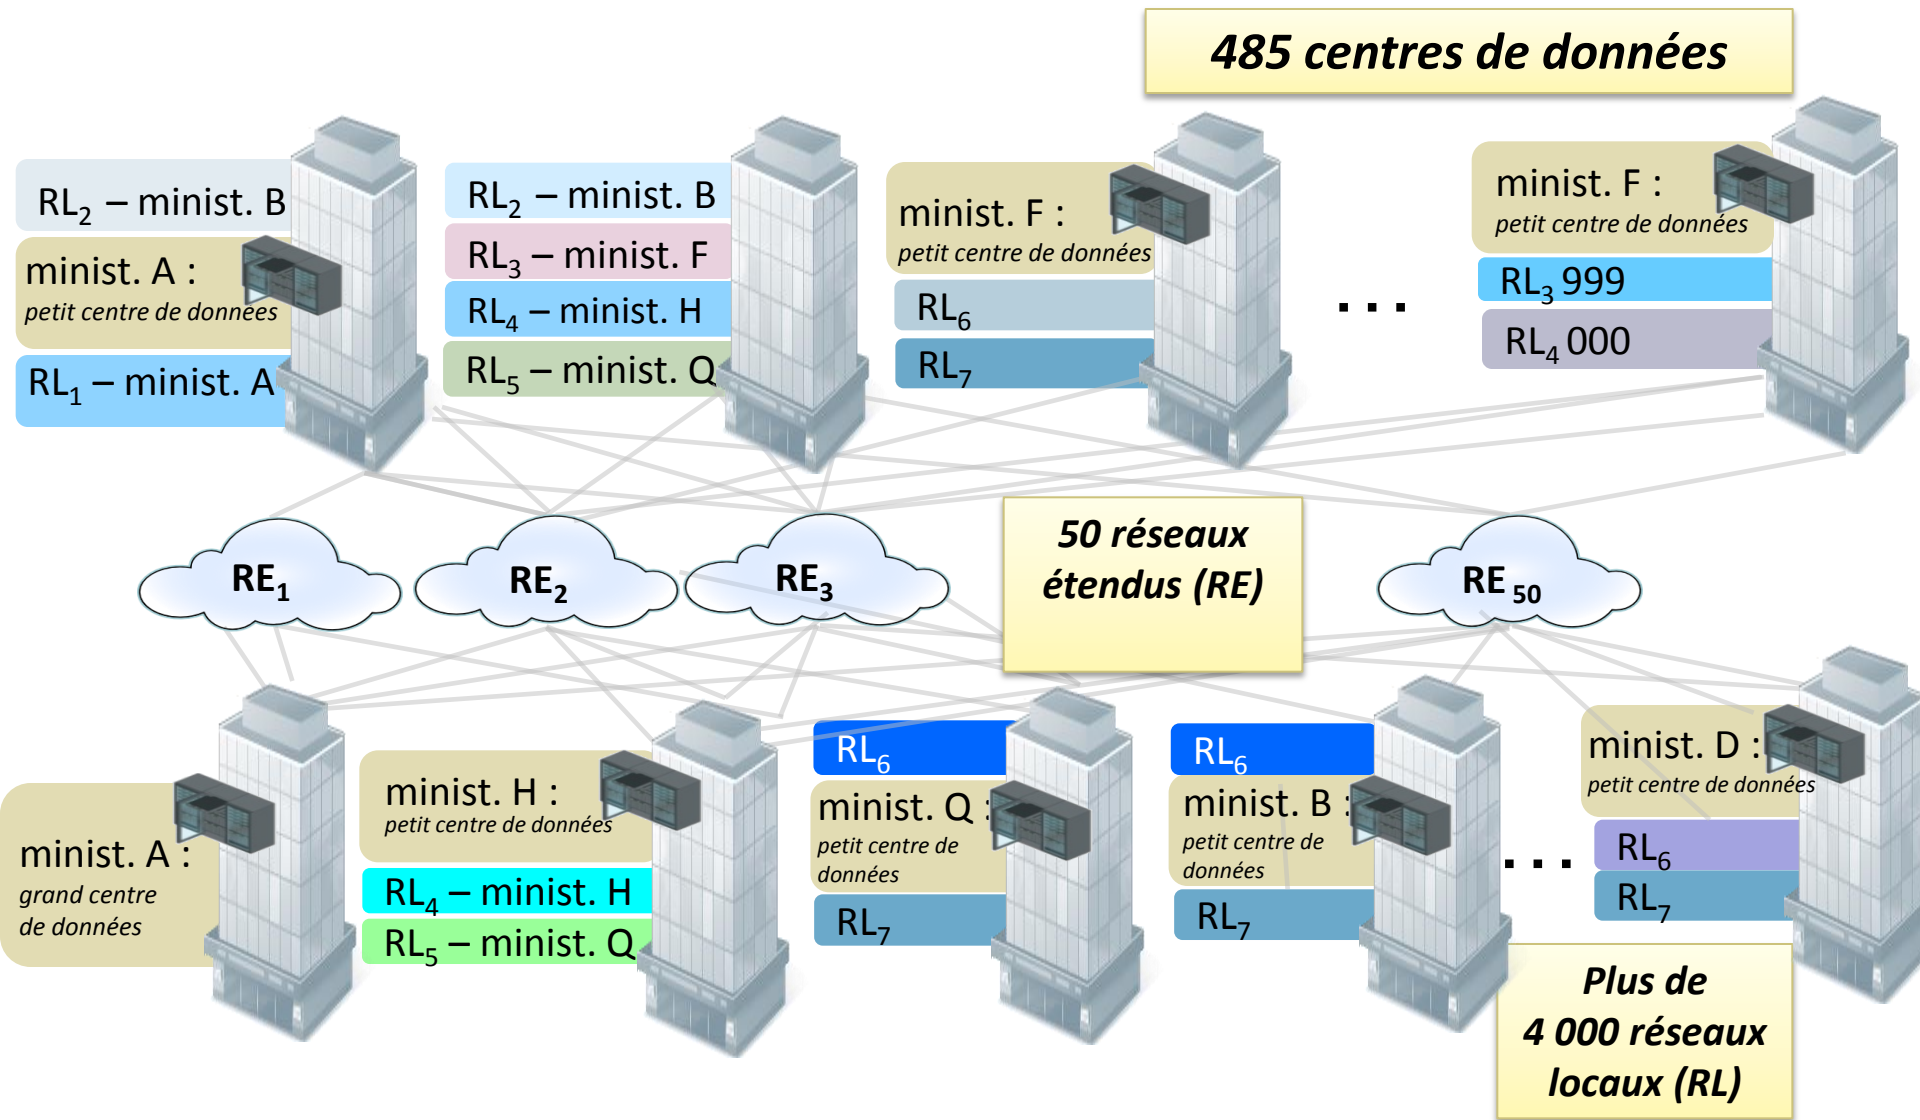 485 centres de données
RL2 – minist. B
minist. A :
petit centre de données
RL1 – minist. A
RL2 – minist. B
RL3 – minist. F
RL4 – minist. H
RL5 – minist. Q
minist. F :
petit centre de données
RL6
RL7
...
minist. F :
petit centre de données
RL3 999
RL4 000
RE1
RE2
RE3
50 réseaux
étendus (RE)
RE 50
minist. A :
grand centre
de données
minist. H :
petit centre de données
RL4 – minist. H
RL5 – minist. Q
RL6
minist. Q :
petit centre de
données
RL7
RL6
minist. B :
petit centre de
données
RL7
...
minist. D :
petit centre de données
RL6
RL7
Plus de
4 000 réseaux
locaux (RL)